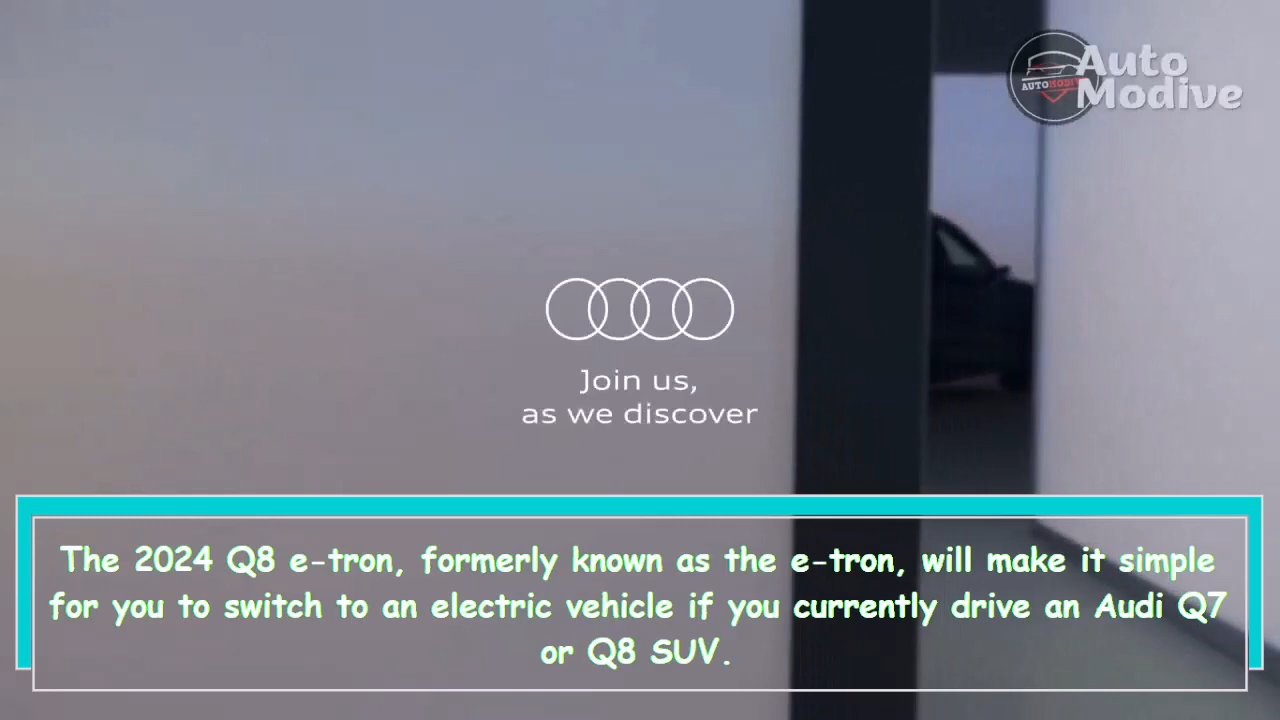 Auto
Modive
AUTOMODIVE
Join us,
as we discover
The 2024 Q8 e-tron, formerly known as the e-tron, will make it simple
for you to switch to an electric vehicle if you currently drive an Audi Q7
or Q8 SUV.